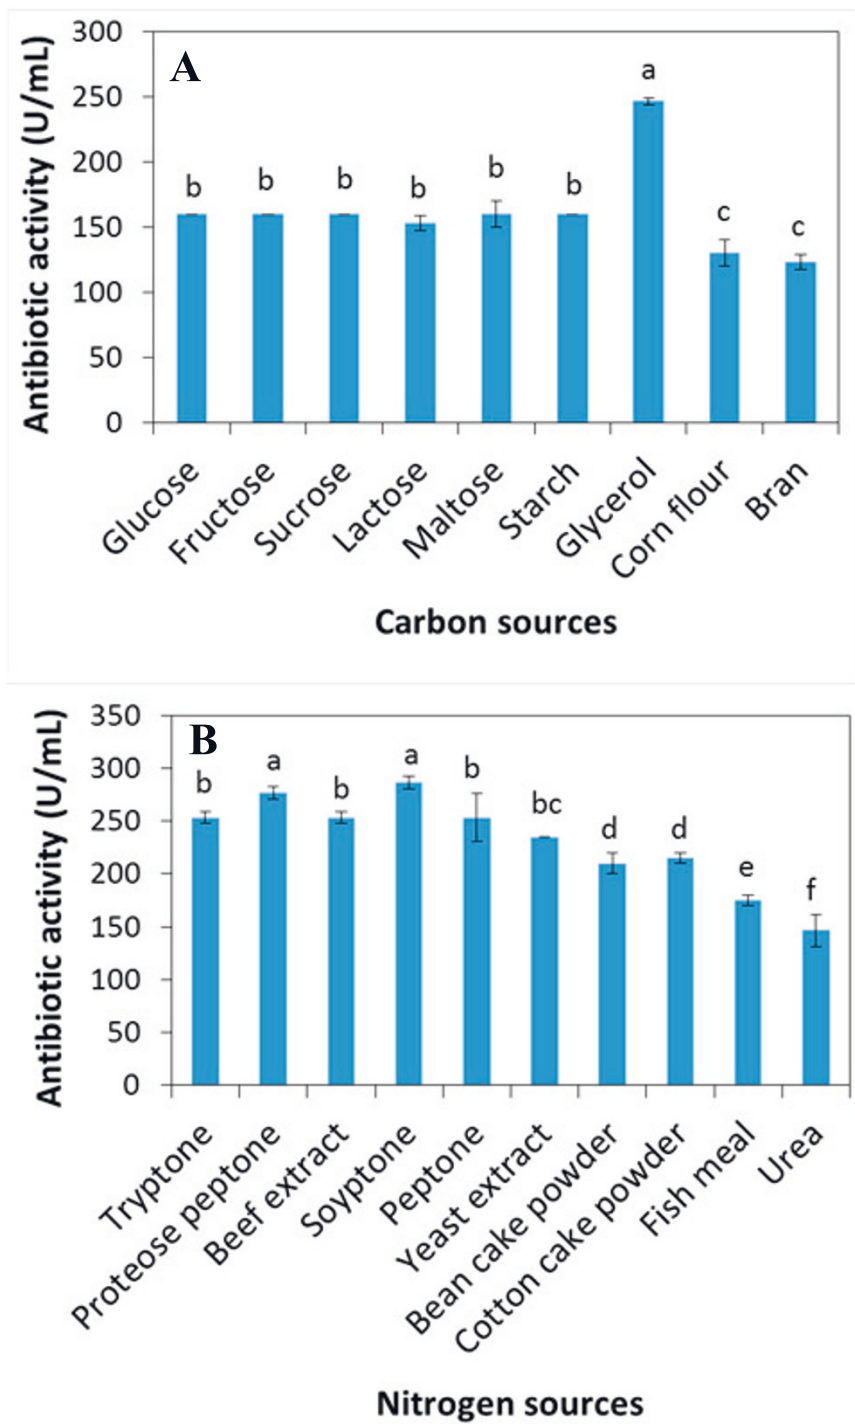 A
Antibiotic activity (U/mL)
300
250
200
150
100
50
0
b b b b b b a c c
Glucose
Fructose
Sucrose
Lactose
Maltose
Starch
Glycerol
Corn flour
Bran
Carbon sources
B
Antibiotic activity (U/mL)
350
300
250
200
150
100
50
0
b a b a b bc d d e f
Tryptone
Proteose peptone
Beef extract
Soyptone
Peptone
Yeast extract
Bean cake powder
Cotton cake powder
Fish meal
Urea
Nitrogen sources